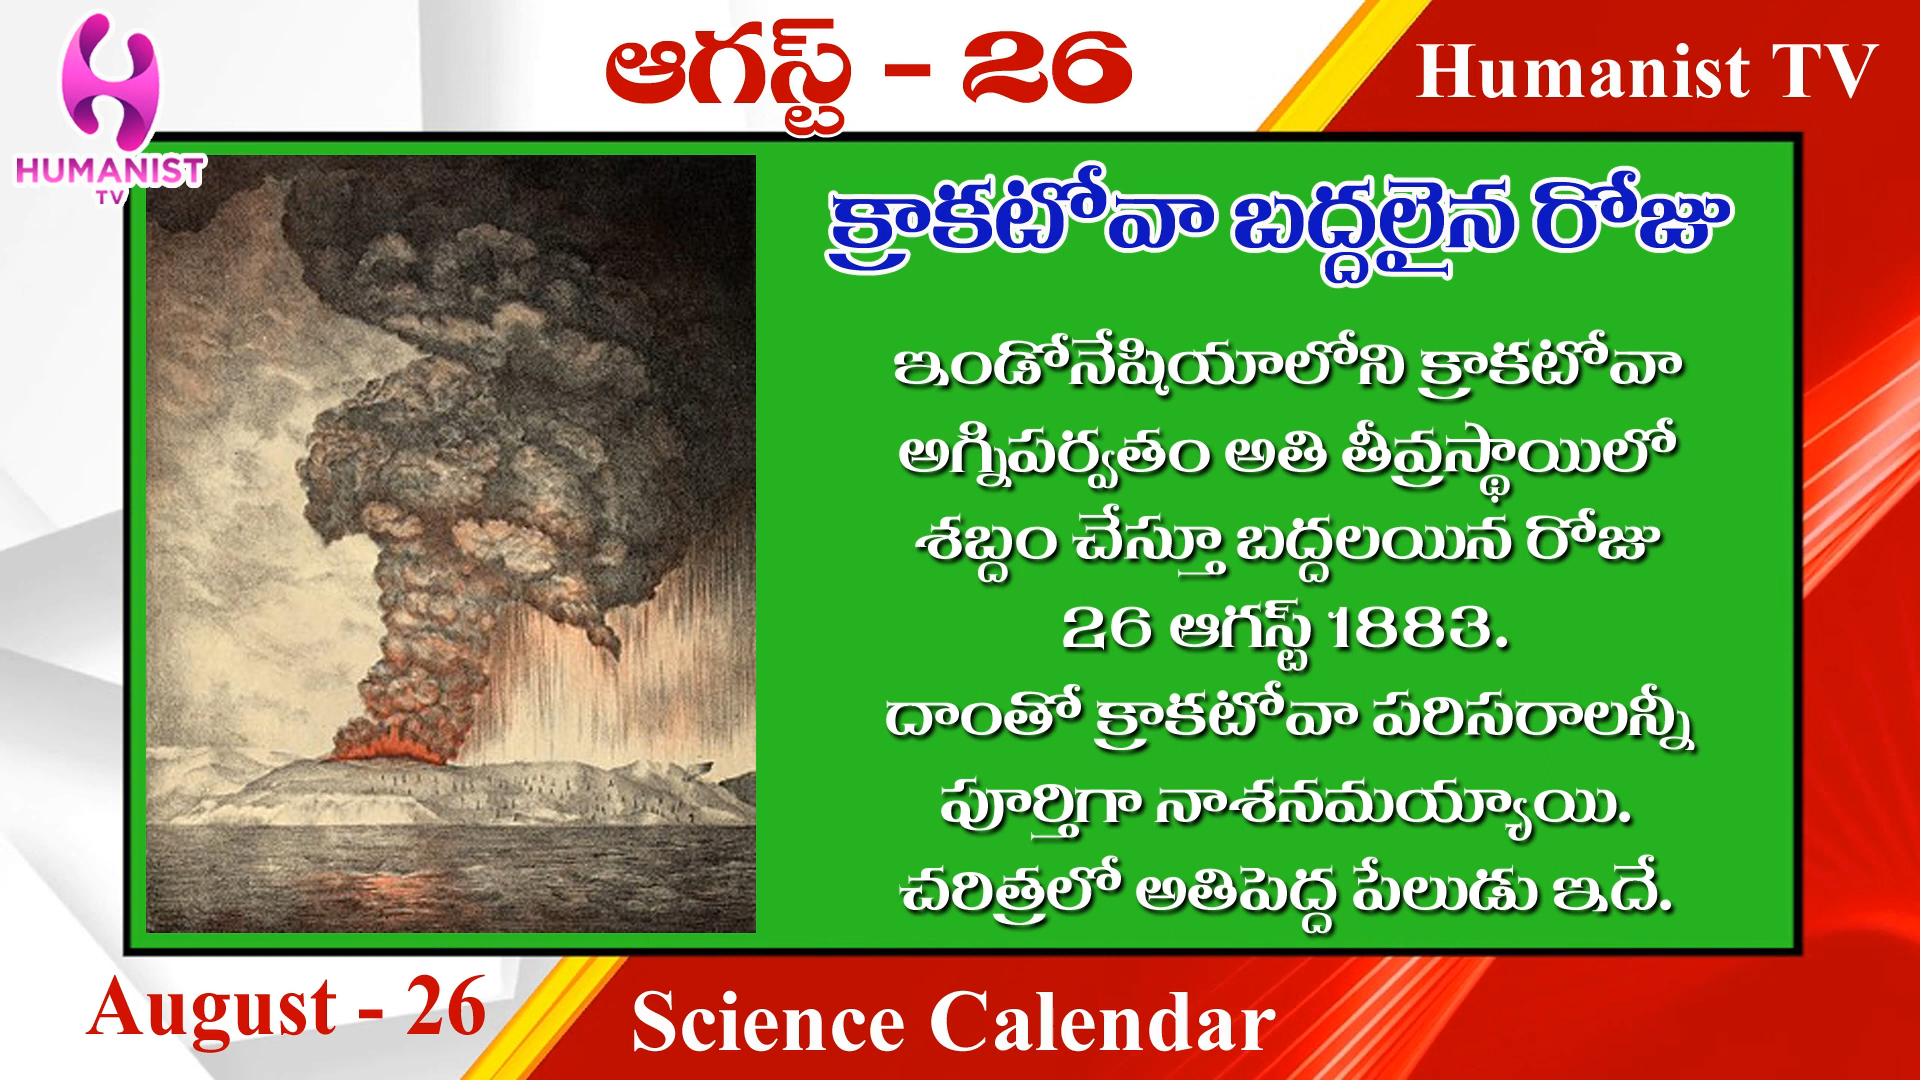 HUMANIST
TV
ఆగస్ట్ - 26
Humanist TV
క్రాకటోవా బద్దలైన రోజు
ఇండోనేషియాలోని క్రాకటోవా
అగ్నిపర్వతం అతి తీవ్రస్థాయిలో
శబ్దం చేస్తూ బద్దలయిన రోజు
26 ఆగస్ట్ 1883.
దాంతో క్రాకటోవా పరిసరాలన్నీ
పూర్తిగా నాశనమయ్యాయి.
చరిత్రలో అతిపెద్ద పేలుడు ఇదే.
August - 26
Science Calendar